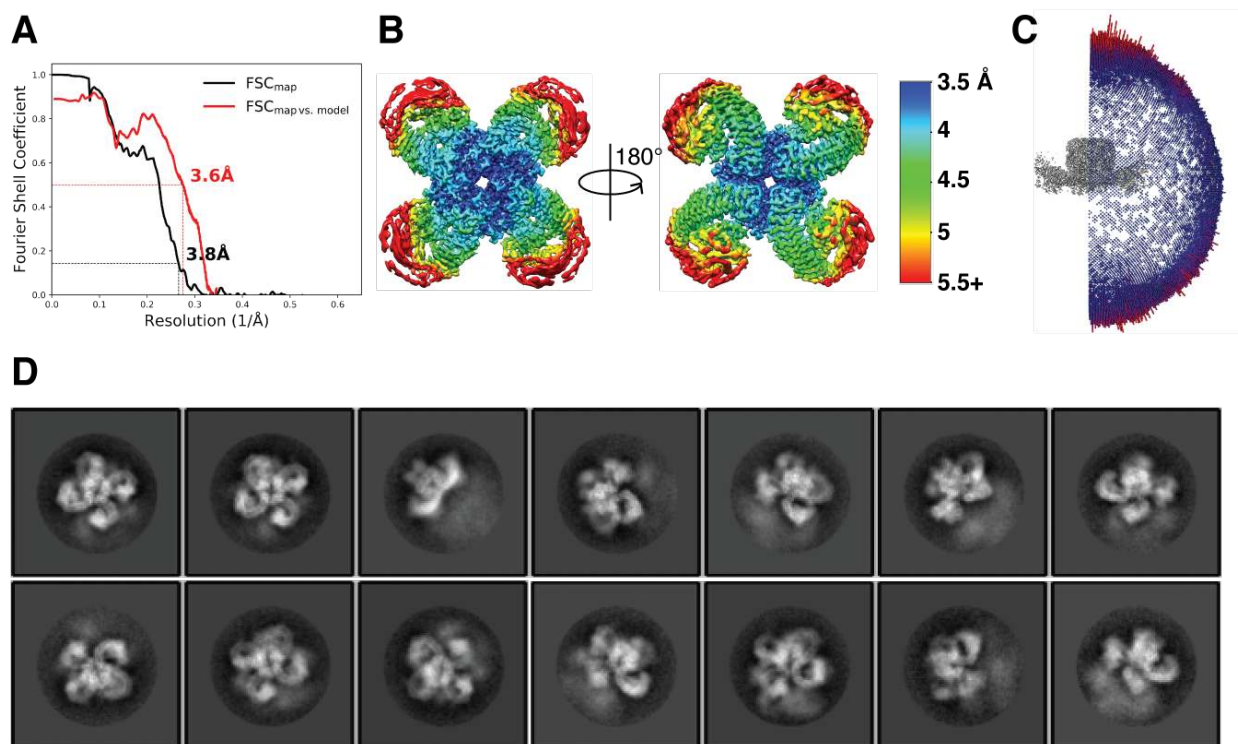 A
B
C
1.0
0.8
0.6
0.4
0.2
0.0
Fourier Shell Coefficient
FSCmap
FSCmap vs. model
3.6Å
3.8Å
0.0 0.1 0.2 0.3 0.4 0.5 0.6
Resolution (1/Å)
180°
3.5 Å
4
4.5
5
5.5+
D